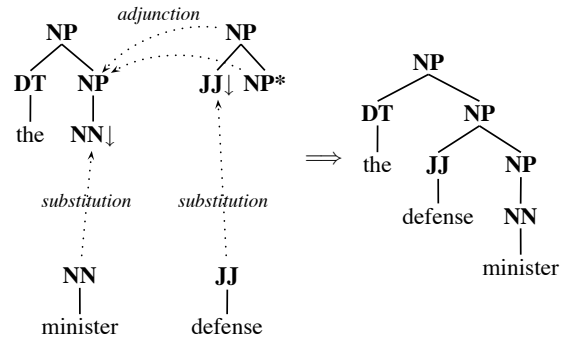 adjunction
NP NP NP
DT NP JJ↓ NP*
the NN↓
DT NP
⟹
the JJ NP
substitution substitution
defense NN
NN JJ
minister
minister defense